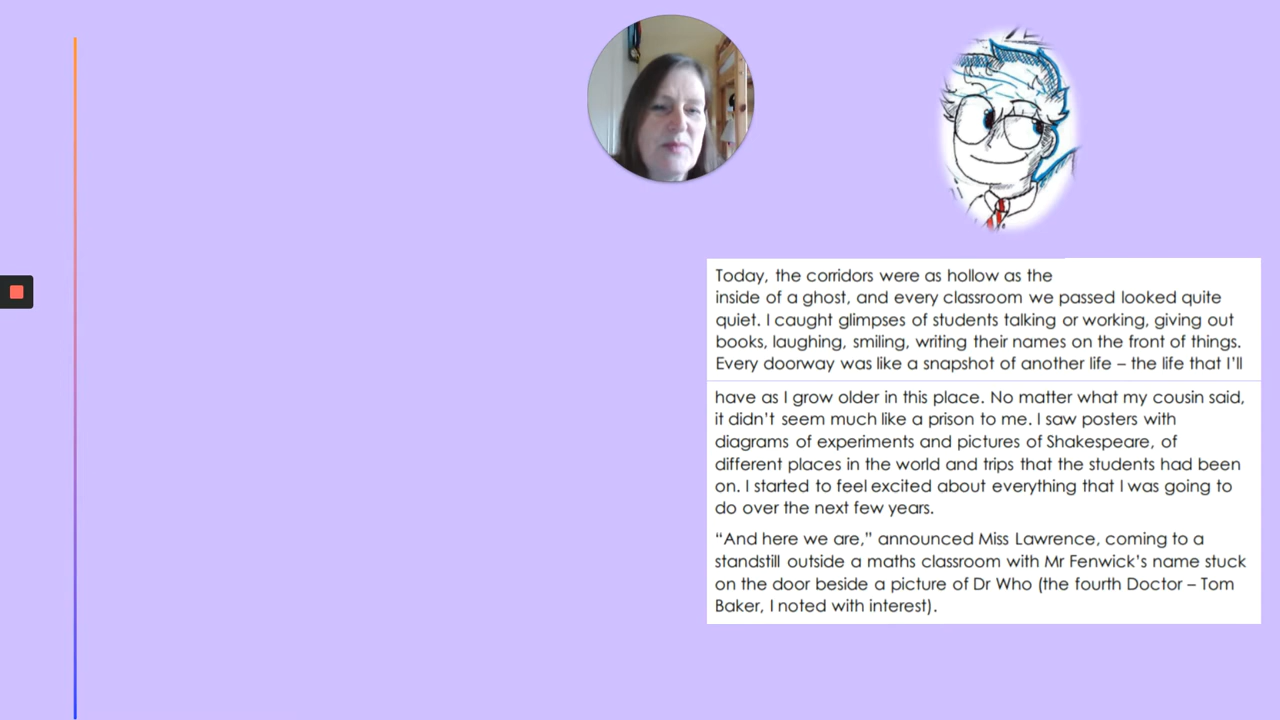 Today, the corridors were as hollow as the
inside of a ghost, and every classroom we passed looked quite
quiet. I caught glimpses of students talking or working, giving out
books, laughing, smiling, writing their names on the front of things.
Every doorway was like a snapshot of another life – the life that I'll
have as I grow older in this place. No matter what my cousin said,
it didn't seem much like a prison to me. I saw posters with
diagrams of experiments and pictures of Shakespeare, of
different places in the world and trips that the students had been
on. I started to feel excited about everything that I was going to
do over the next few years.
“And here we are,” announced Miss Lawrence, coming to a
standstill outside a maths classroom with Mr Fenwick's name stuck
on the door beside a picture of Dr Who (the fourth Doctor – Tom
Baker, I noted with interest).